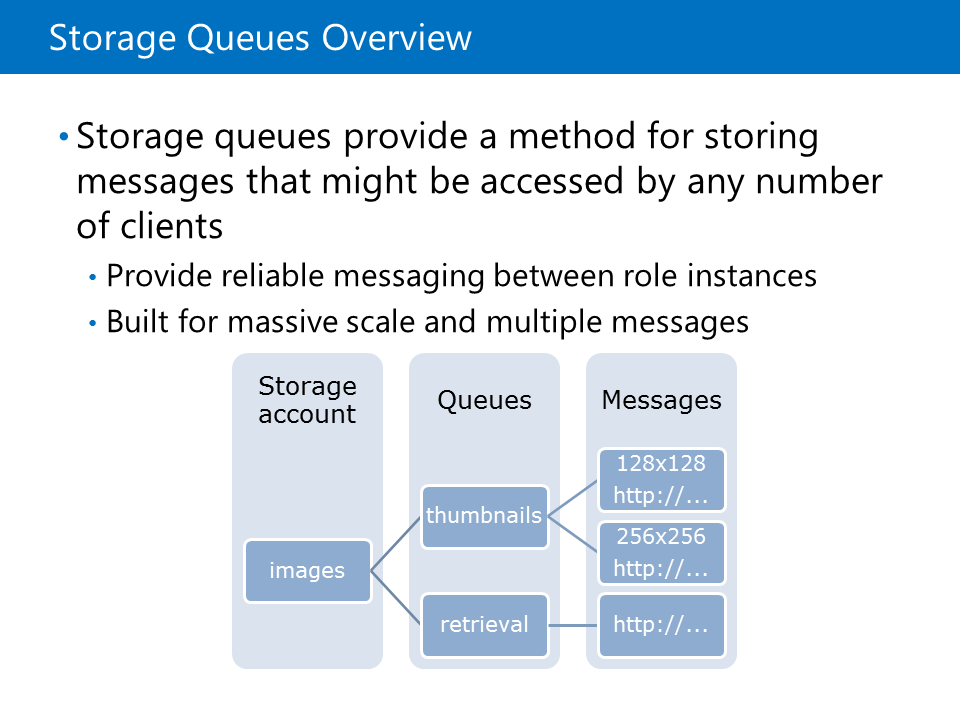 Storage Queues Overview
• Storage queues provide a method for storing
messages that might be accessed by any number
of clients
• Provide reliable messaging between role instances
• Built for massive scale and multiple messages
Storage
account
Queues
Messages
images
thumbnails
retrieval
128x128
http://...
256x256
http://...
http://...